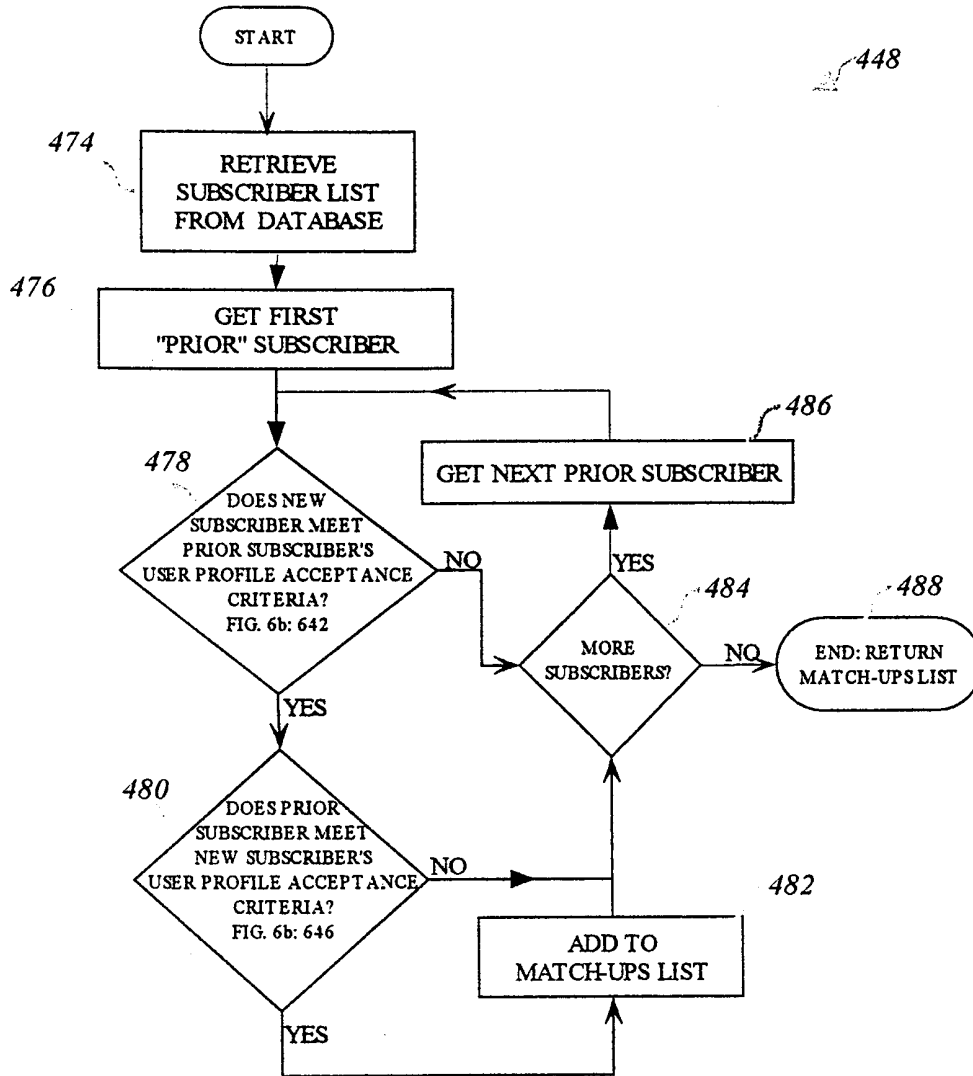 START
448
474
RETRIEVE
SUBSCRIBER LIST
FROM DATABASE
476
GET FIRST
"PRIOR" SUBSCRIBER
486
GET NEXT PRIOR SUBSCRIBER
478
DOES NEW
SUBSCRIBER MEET
PRIOR SUBSCRIBER'S
USER PROFILE ACCEPTANCE
CRITERIA?
FIG. 6b: 642
NO
YES
YES
484
MORE
SUBSCRIBERS?
NO
488
END: RETURN
MATCH-UPS LIST
480
DOES PRIOR
SUBSCRIBER MEET
NEW SUBSCRIBER'S
USER PROFILE ACCEPTANCE
CRITERIA?
FIG. 6b: 646
NO
YES
482
ADD TO
MATCH-UPS LIST